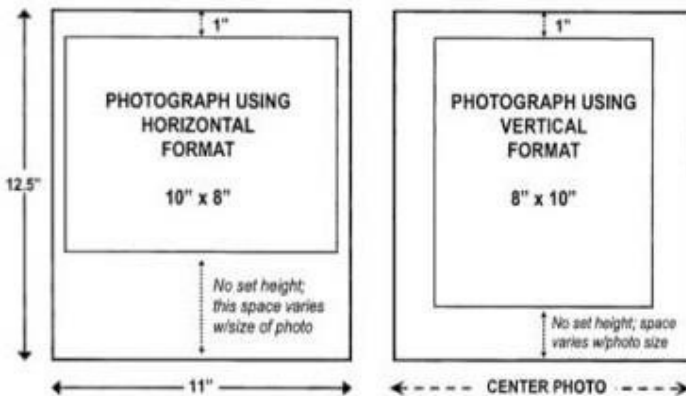 1”
PHOTOGRAPH USING
HORIZONTAL
FORMAT
10” x 8”
12.5”
No set height;
this space varies
w/size of photo
11”
1”
PHOTOGRAPH USING
VERTICAL
FORMAT
8” x 10”
No set height; space
varies w/photo size
CENTER PHOTO